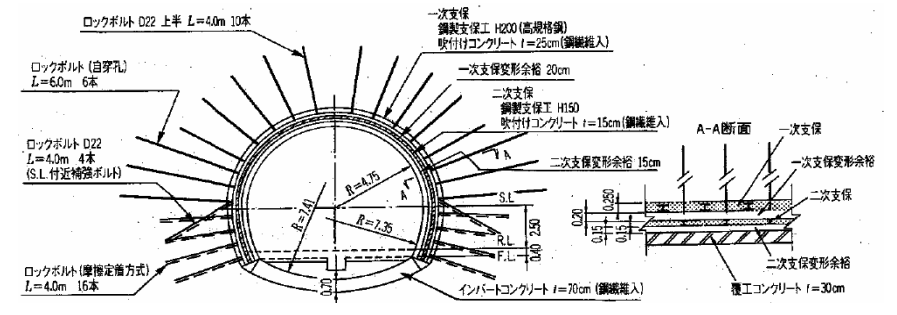 ロックボルト D22 上半 L=4.0m 10本
ロックボルト(自穿孔)
L=6.0m 6本
ロックボルト D22
L=4.0m 4本
(S.L.付近補強ボルト)
ロックボルト(摩擦定着方式)
L=4.0m 16本
一次支保
鋼製支保工 H200(高規格鋼)
吹付けコンクリート t=25cm(鋼繊維入)
一次支保変形余裕 20cm
二次支保
鋼製支保工 H150
吹付けコンクリート t=15cm(鋼繊維入)
二次支保変形余裕 15cm
A
A
R=4.75
R=7.41
R=7.35
S.L.
R.L.
F.L.
2.50
0.40
0.70
インバートコンクリート t=70cm(鋼繊維入)
A-A断面
一次支保
一次支保変形余裕
二次支保
二次支保変形余裕
覆工コンクリート t=30cm
0.250
0.20
0.15
0.15